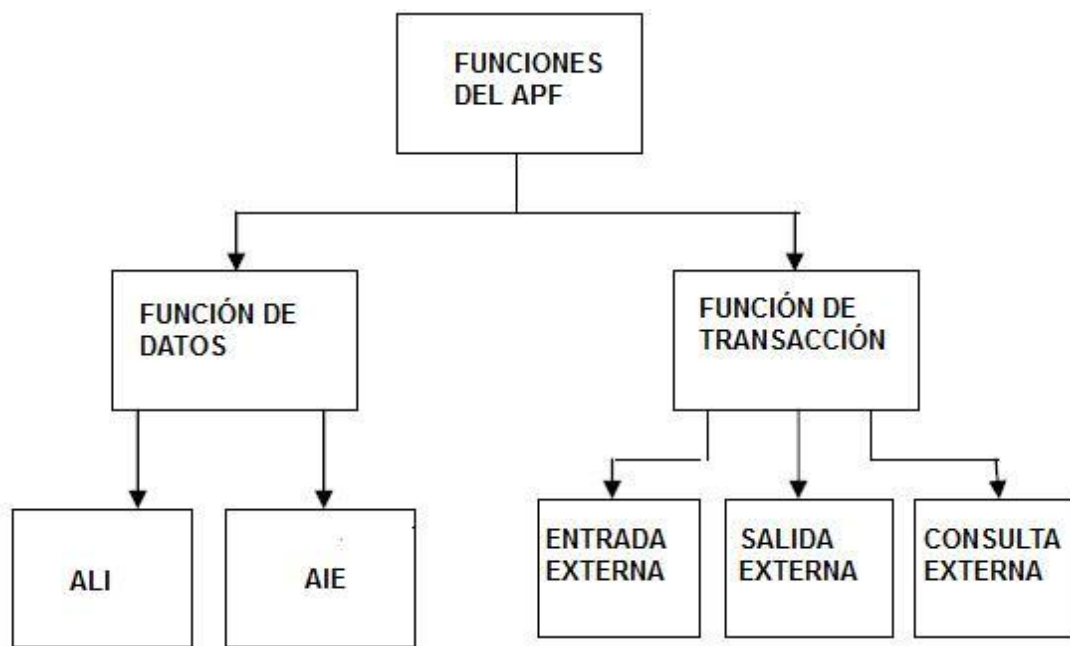 FUNCIONES
DEL APF
FUNCIÓN DE
DATOS
FUNCIÓN DE
TRANSACCIÓN
ALI
AIE
ENTRADA
EXTERNA
SALIDA
EXTERNA
CONSULTA
EXTERNA